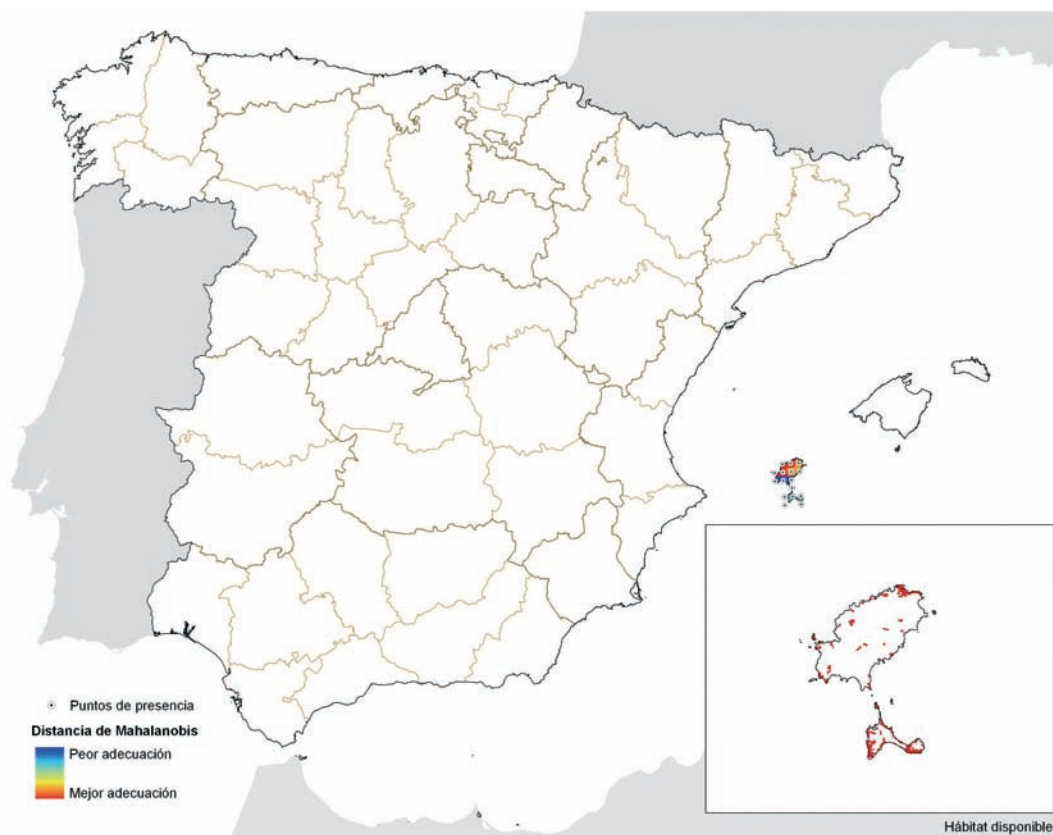 Puntos de presencia
Distancia de Mahalanobis
Peor adecuación
Mejor adecuación
Hábitat disponible